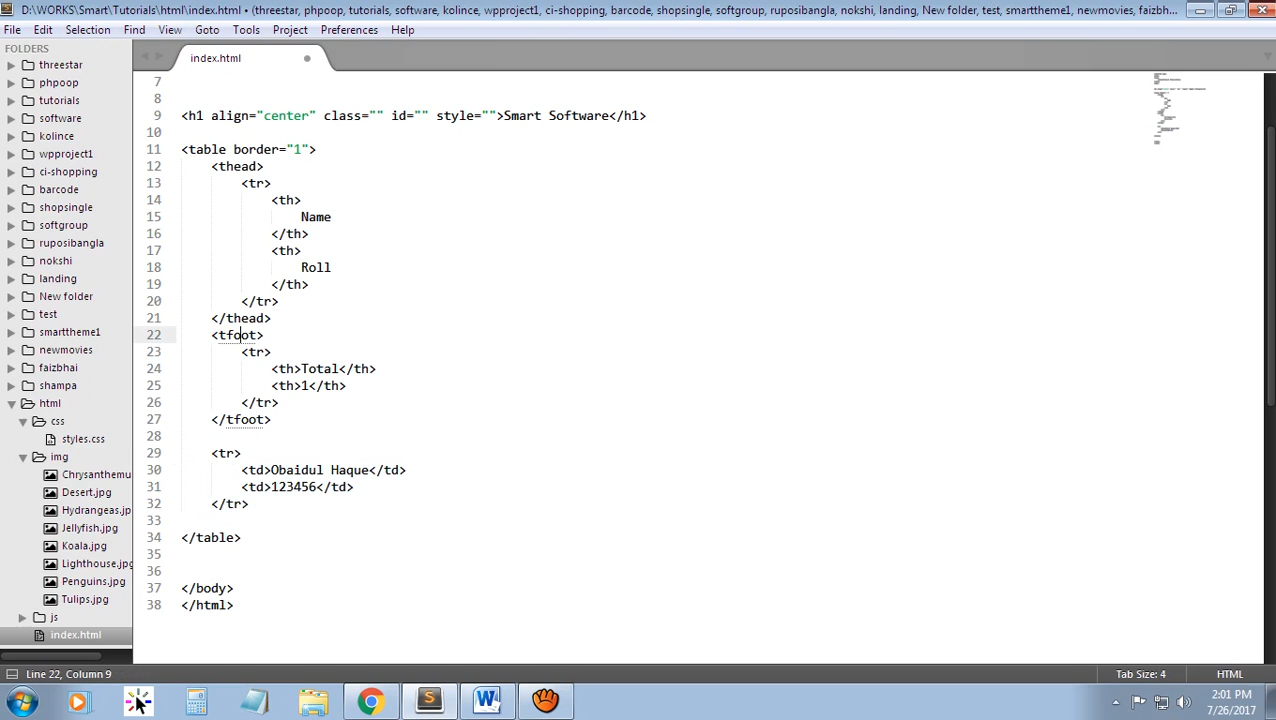 D:\WORKS\Smart\Tutorials\html\index.html • (threestar, phpoop, tutorials, software, kolince, wpproject1, ci-shopping, barcode, shopsingle, softgroup, ruposibangla, nokshi, landing, New folder, test, smarttheme1, newmovies, faizbh...
File Edit Selection Find View Goto Tools Project Preferences Help
FOLDERS
threestar
phpoop
tutorials
software
kolince
wpproject1
ci-shopping
barcode
shopsingle
softgroup
ruposibangla
nokshi
landing
New folder
test
smarttheme1
newmovies
faizbhai
shampa
html
css
styles.css
img
Chrysanthemu
Desert.jpg
Hydrangeas.jp
Jellyfish.jpg
Koala.jpg
Lighthouse.jpg
Penguins.jpg
Tulips.jpg
js
index.html
index.html
7
8
9 <h1 align="center" class="" id="" style="">Smart Software</h1>
10
11 <table border="1">
12 <thead>
13 <tr>
14 <th>
15 Name
16 </th>
17 <th>
18 Roll
19 </th>
20 </tr>
21 </thead>
22 <tfoot>
23 <tr>
24 <th>Total</th>
25 <th>1</th>
26 </tr>
27 </tfoot>
28
29 <tr>
30 <td>Obaidul Haque</td>
31 <td>123456</td>
32 </tr>
33
34 </table>
35
36
37 </body>
38 </html>
Line 22, Column 9 Tab Size: 4 HTML
2:01 PM
7/26/2017